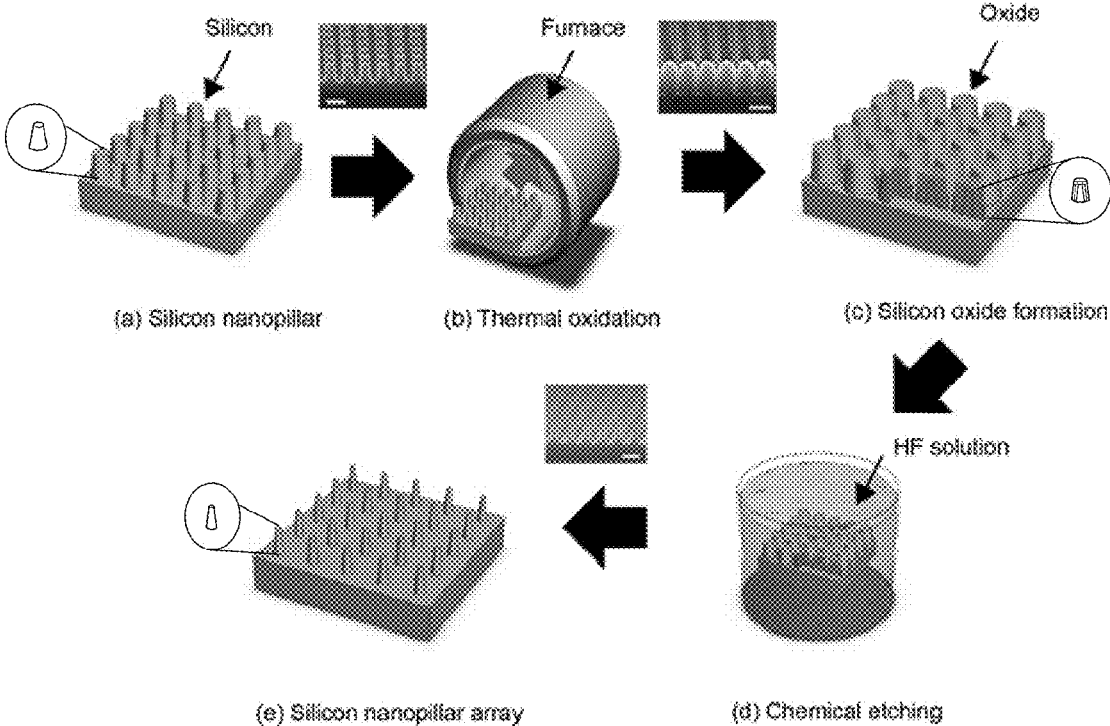 Silicon
Furnace
Oxide
(a) Silicon nanopillar
(b) Thermal oxidation
(c) Silicon oxide formation
HF solution
(e) Silicon nanopillar array
(d) Chemical etching